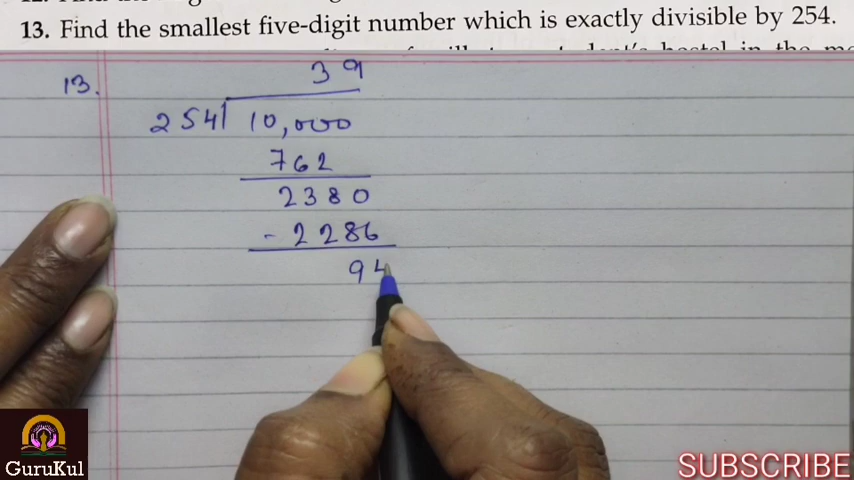 13. Find the smallest five-digit number which is exactly divisible by 254.
13.
39
254 10,000
762
2380
- 2286
94
GuruKul
SUBSCRIBE